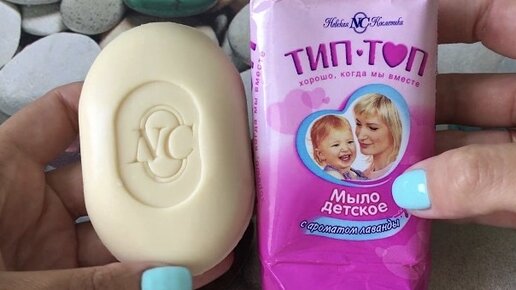 NC
Невская NC Косметика
ТИП-ТОП
хорошо, когда мы вместе
Мыло
детское
с ароматом лаванды